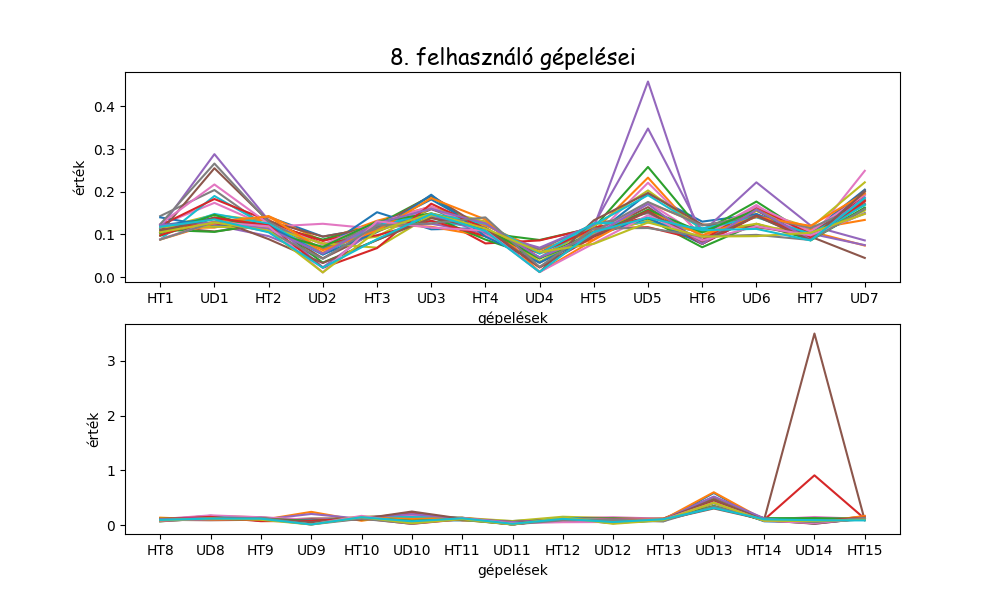 8. felhasználó gépelései
érték
0.4
0.3
0.2
0.1
0.0
HT1 UD1 HT2 UD2 HT3 UD3 HT4 UD4 HT5 UD5 HT6 UD6 HT7 UD7
gépelések
érték
3
2
1
0
HT8 UD8 HT9 UD9 HT10 UD10 HT11 UD11 HT12 UD12 HT13 UD13 HT14 UD14 HT15
gépelések